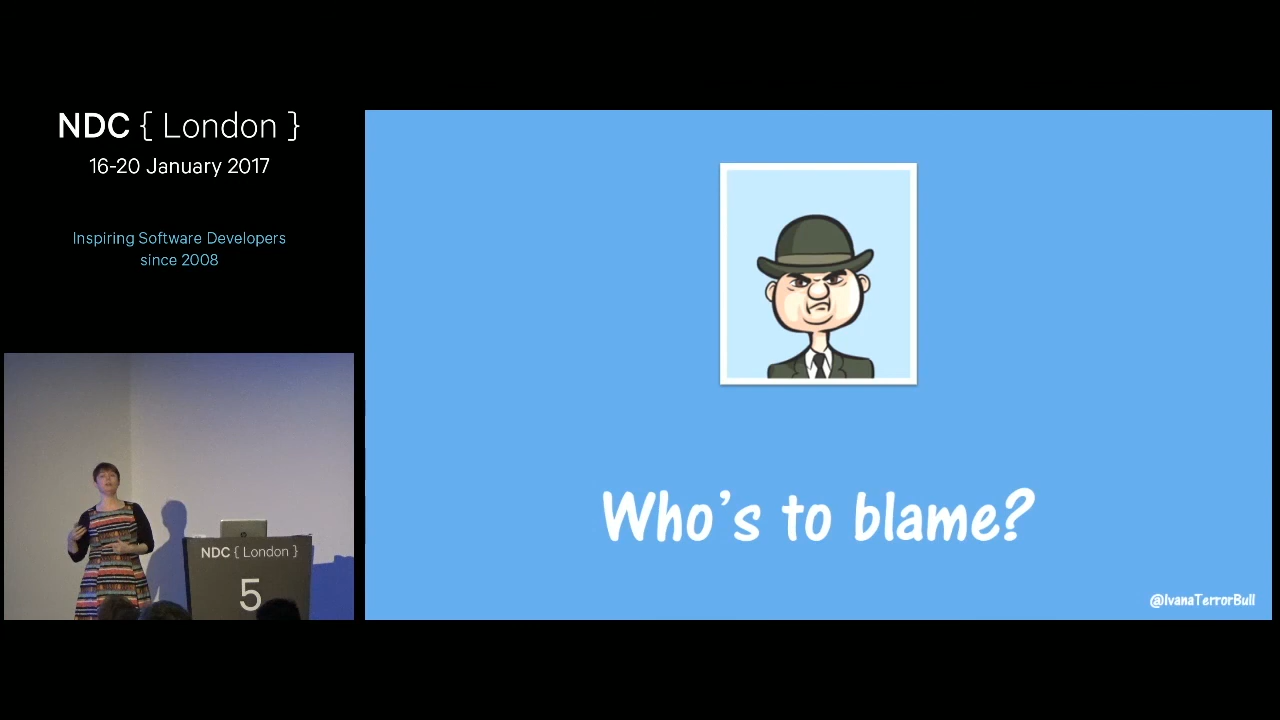 NDC { London }
16-20 January 2017
Inspiring Software Developers
since 2008
Who's to blame?
@IvanaTerrorBull
NDC { London }
5